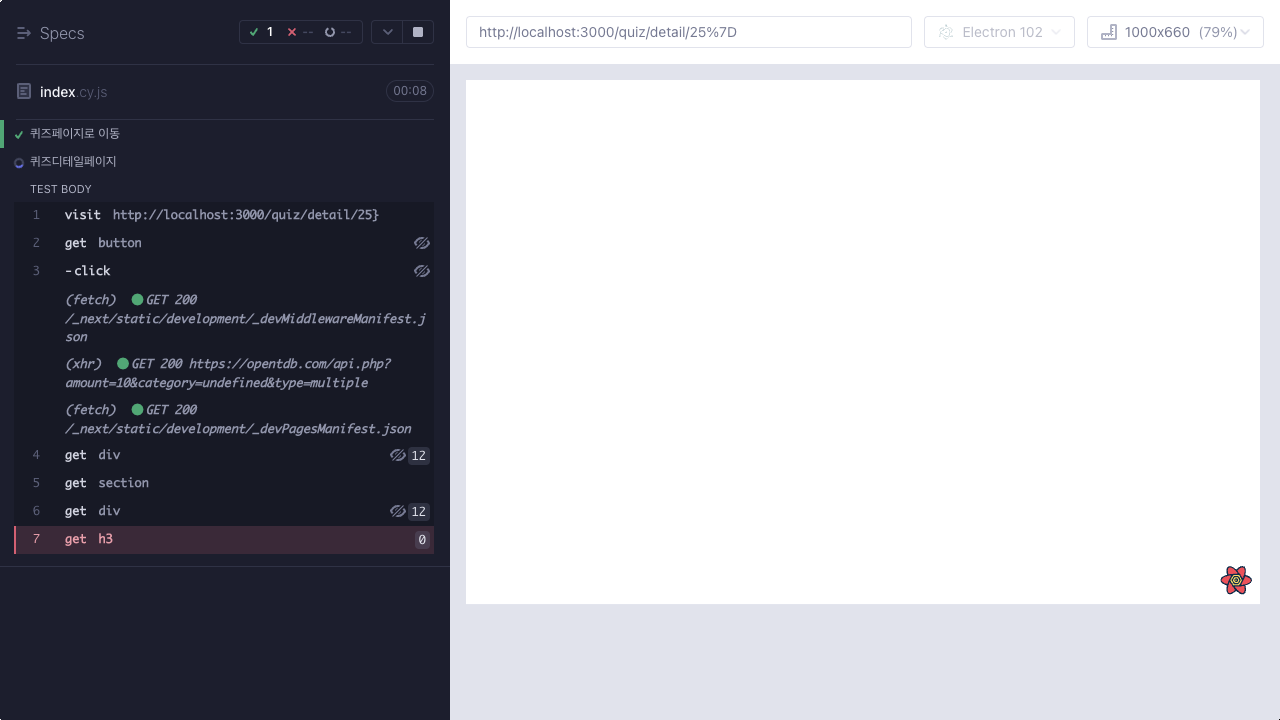 Specs
1
--
--
http://localhost:3000/quiz/detail/25%7D
Electron 102
1000x660 (79%)
index.cy.js
00:08
퀴즈페이지로 이동
퀴즈디테일페이지
TEST BODY
1 visit http://localhost:3000/quiz/detail/25}
2 get button
3 -click
(fetch) GET 200
/_next/static/development/_devMiddlewareManifest.j
son
(xhr) GET 200 https://opentdb.com/api.php?
amount=10&category=undefined&type=multiple
(fetch) GET 200
/_next/static/development/_devPagesManifest.json
4 get div 12
5 get section
6 get div 12
7 get h3 0